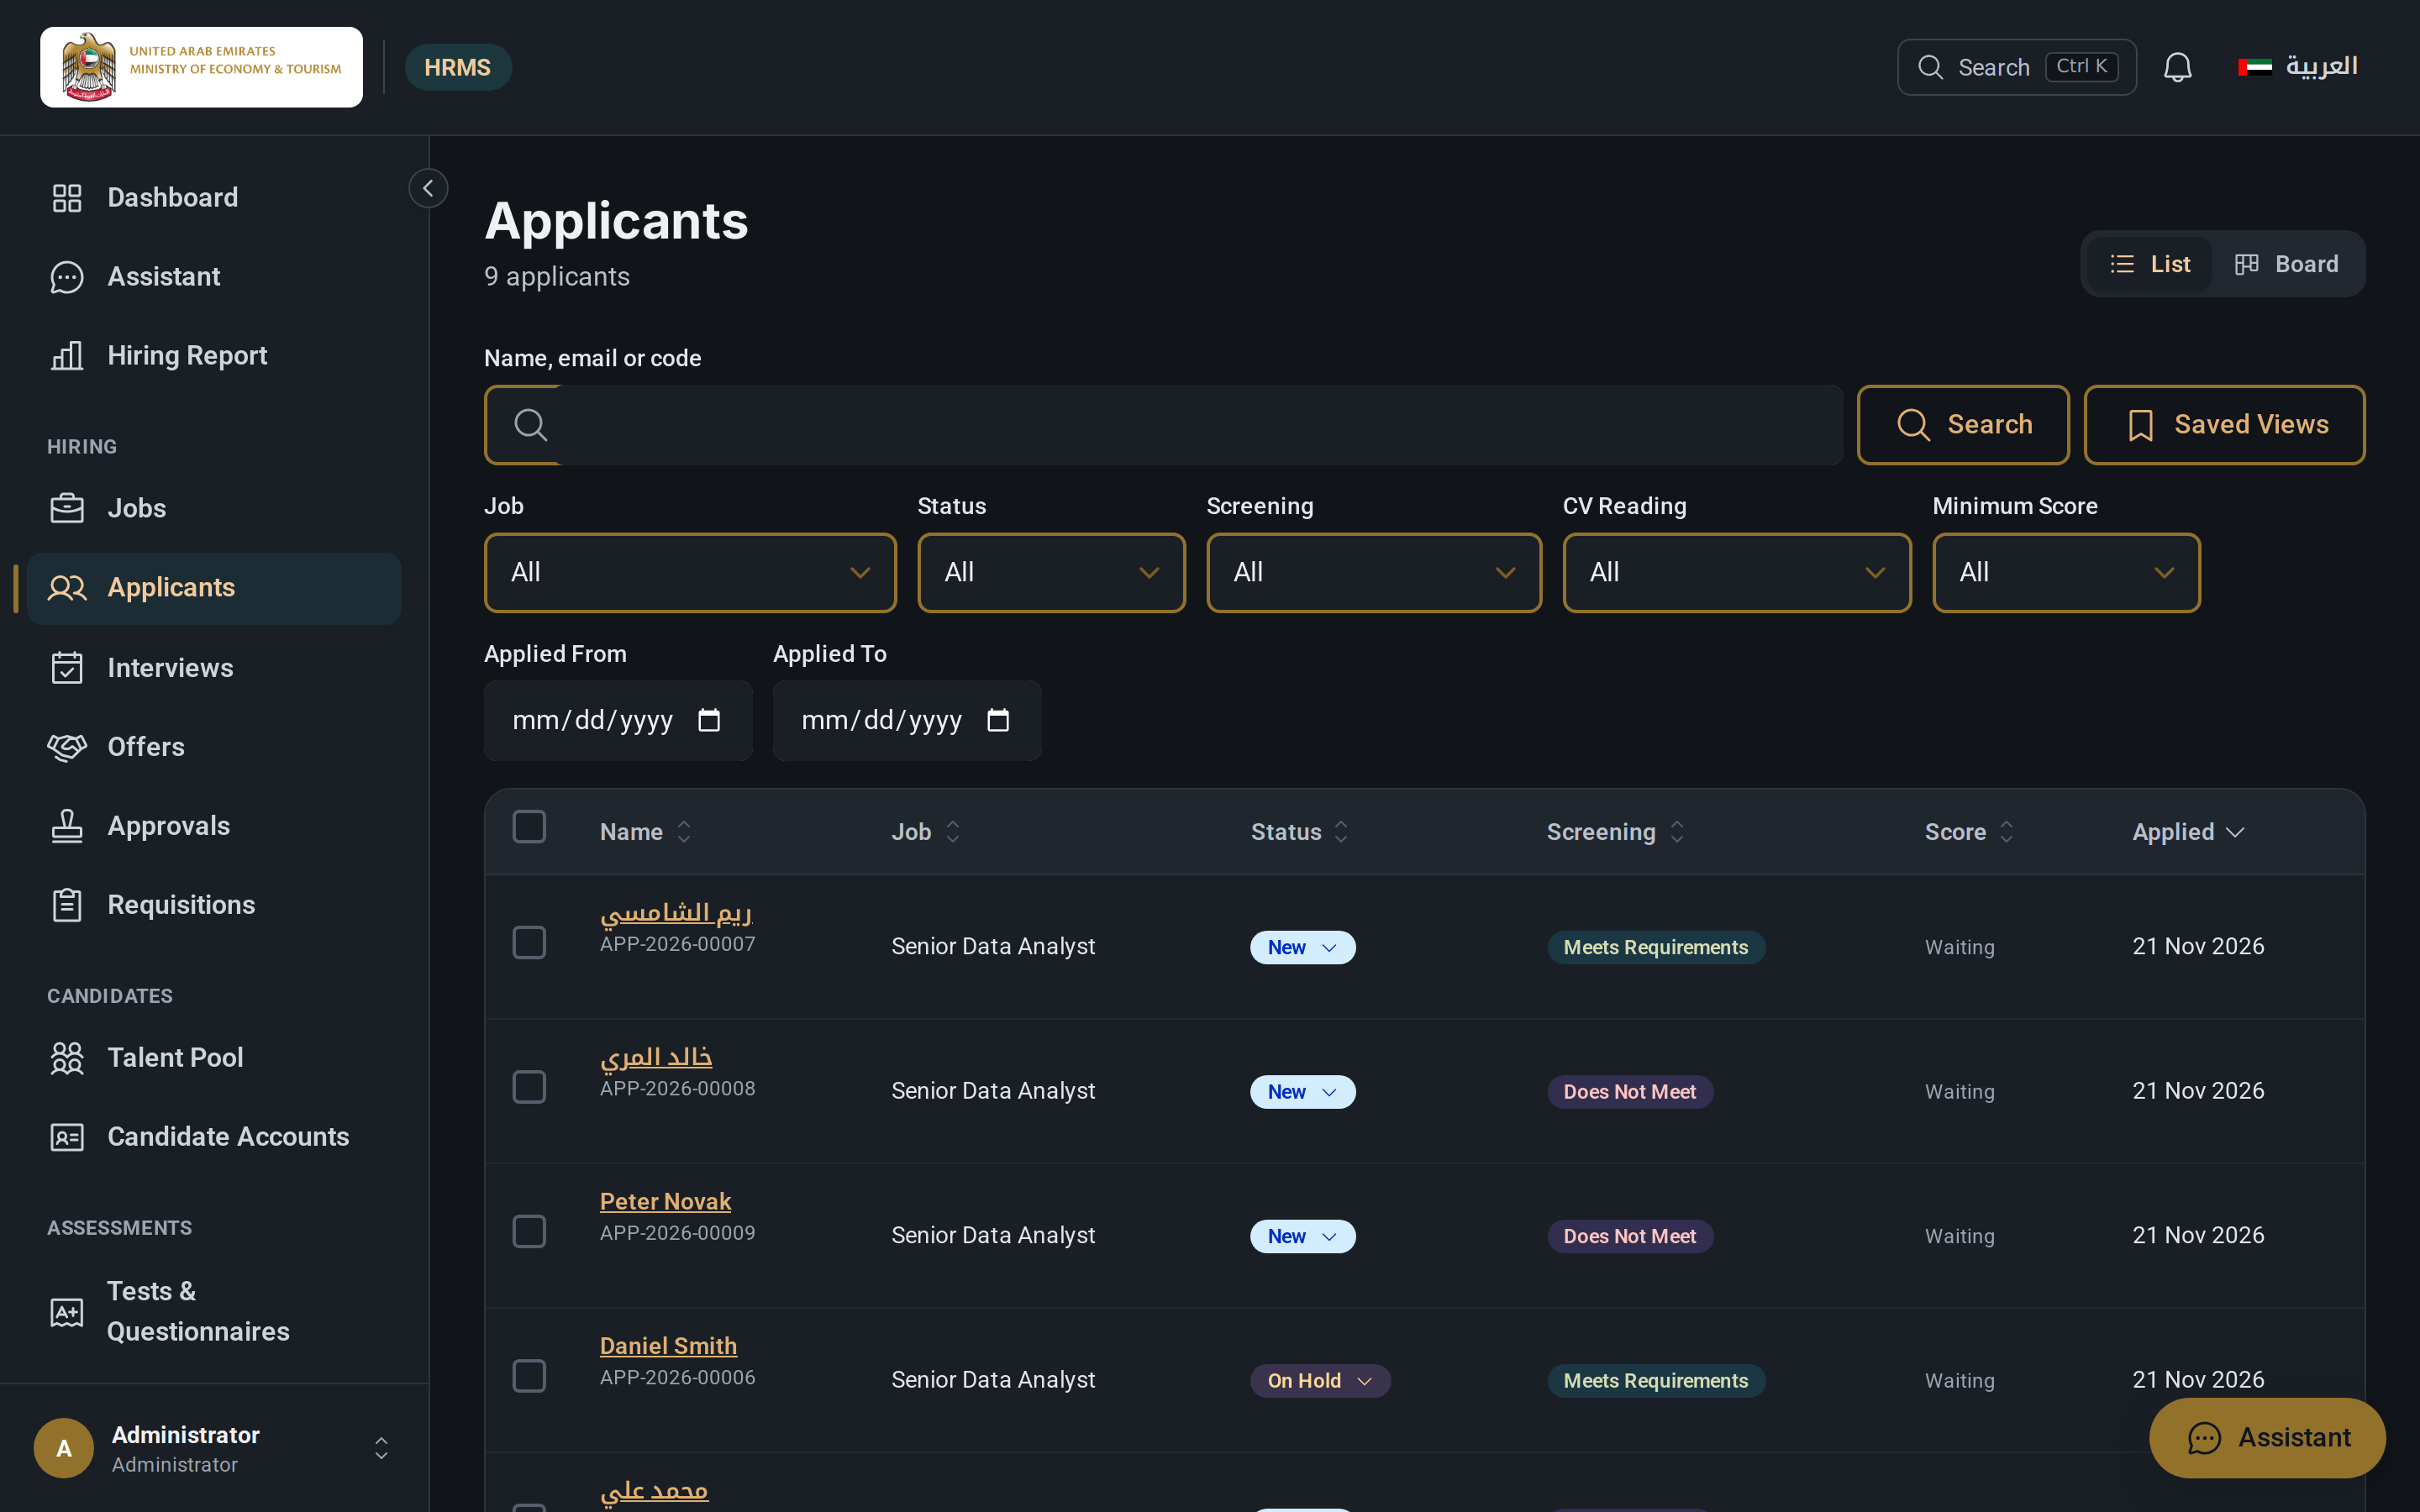 UNITED ARAB EMIRATES
MINISTRY OF ECONOMY & TOURISM
HRMS
Search Ctrl K
العربية
Dashboard
Assistant
Hiring Report
HIRING
Jobs
Applicants
Interviews
Offers
Approvals
Requisitions
CANDIDATES
Talent Pool
Candidate Accounts
ASSESSMENTS
Tests &
Questionnaires
A
Administrator
Administrator
Applicants
9 applicants
List Board
Name, email or code
Search Saved Views
Job Status Screening CV Reading Minimum Score
All All All All All
Applied From Applied To
mm/dd/yyyy mm/dd/yyyy
Name Job Status Screening Score Applied
ريم الشامسي
APP-2026-00007 Senior Data Analyst New Meets Requirements Waiting 21 Nov 2026
خالد المري
APP-2026-00008 Senior Data Analyst New Does Not Meet Waiting 21 Nov 2026
Peter Novak
APP-2026-00009 Senior Data Analyst New Does Not Meet Waiting 21 Nov 2026
Daniel Smith
APP-2026-00006 Senior Data Analyst On Hold Meets Requirements Waiting 21 Nov 2026
محمد علي
Assistant